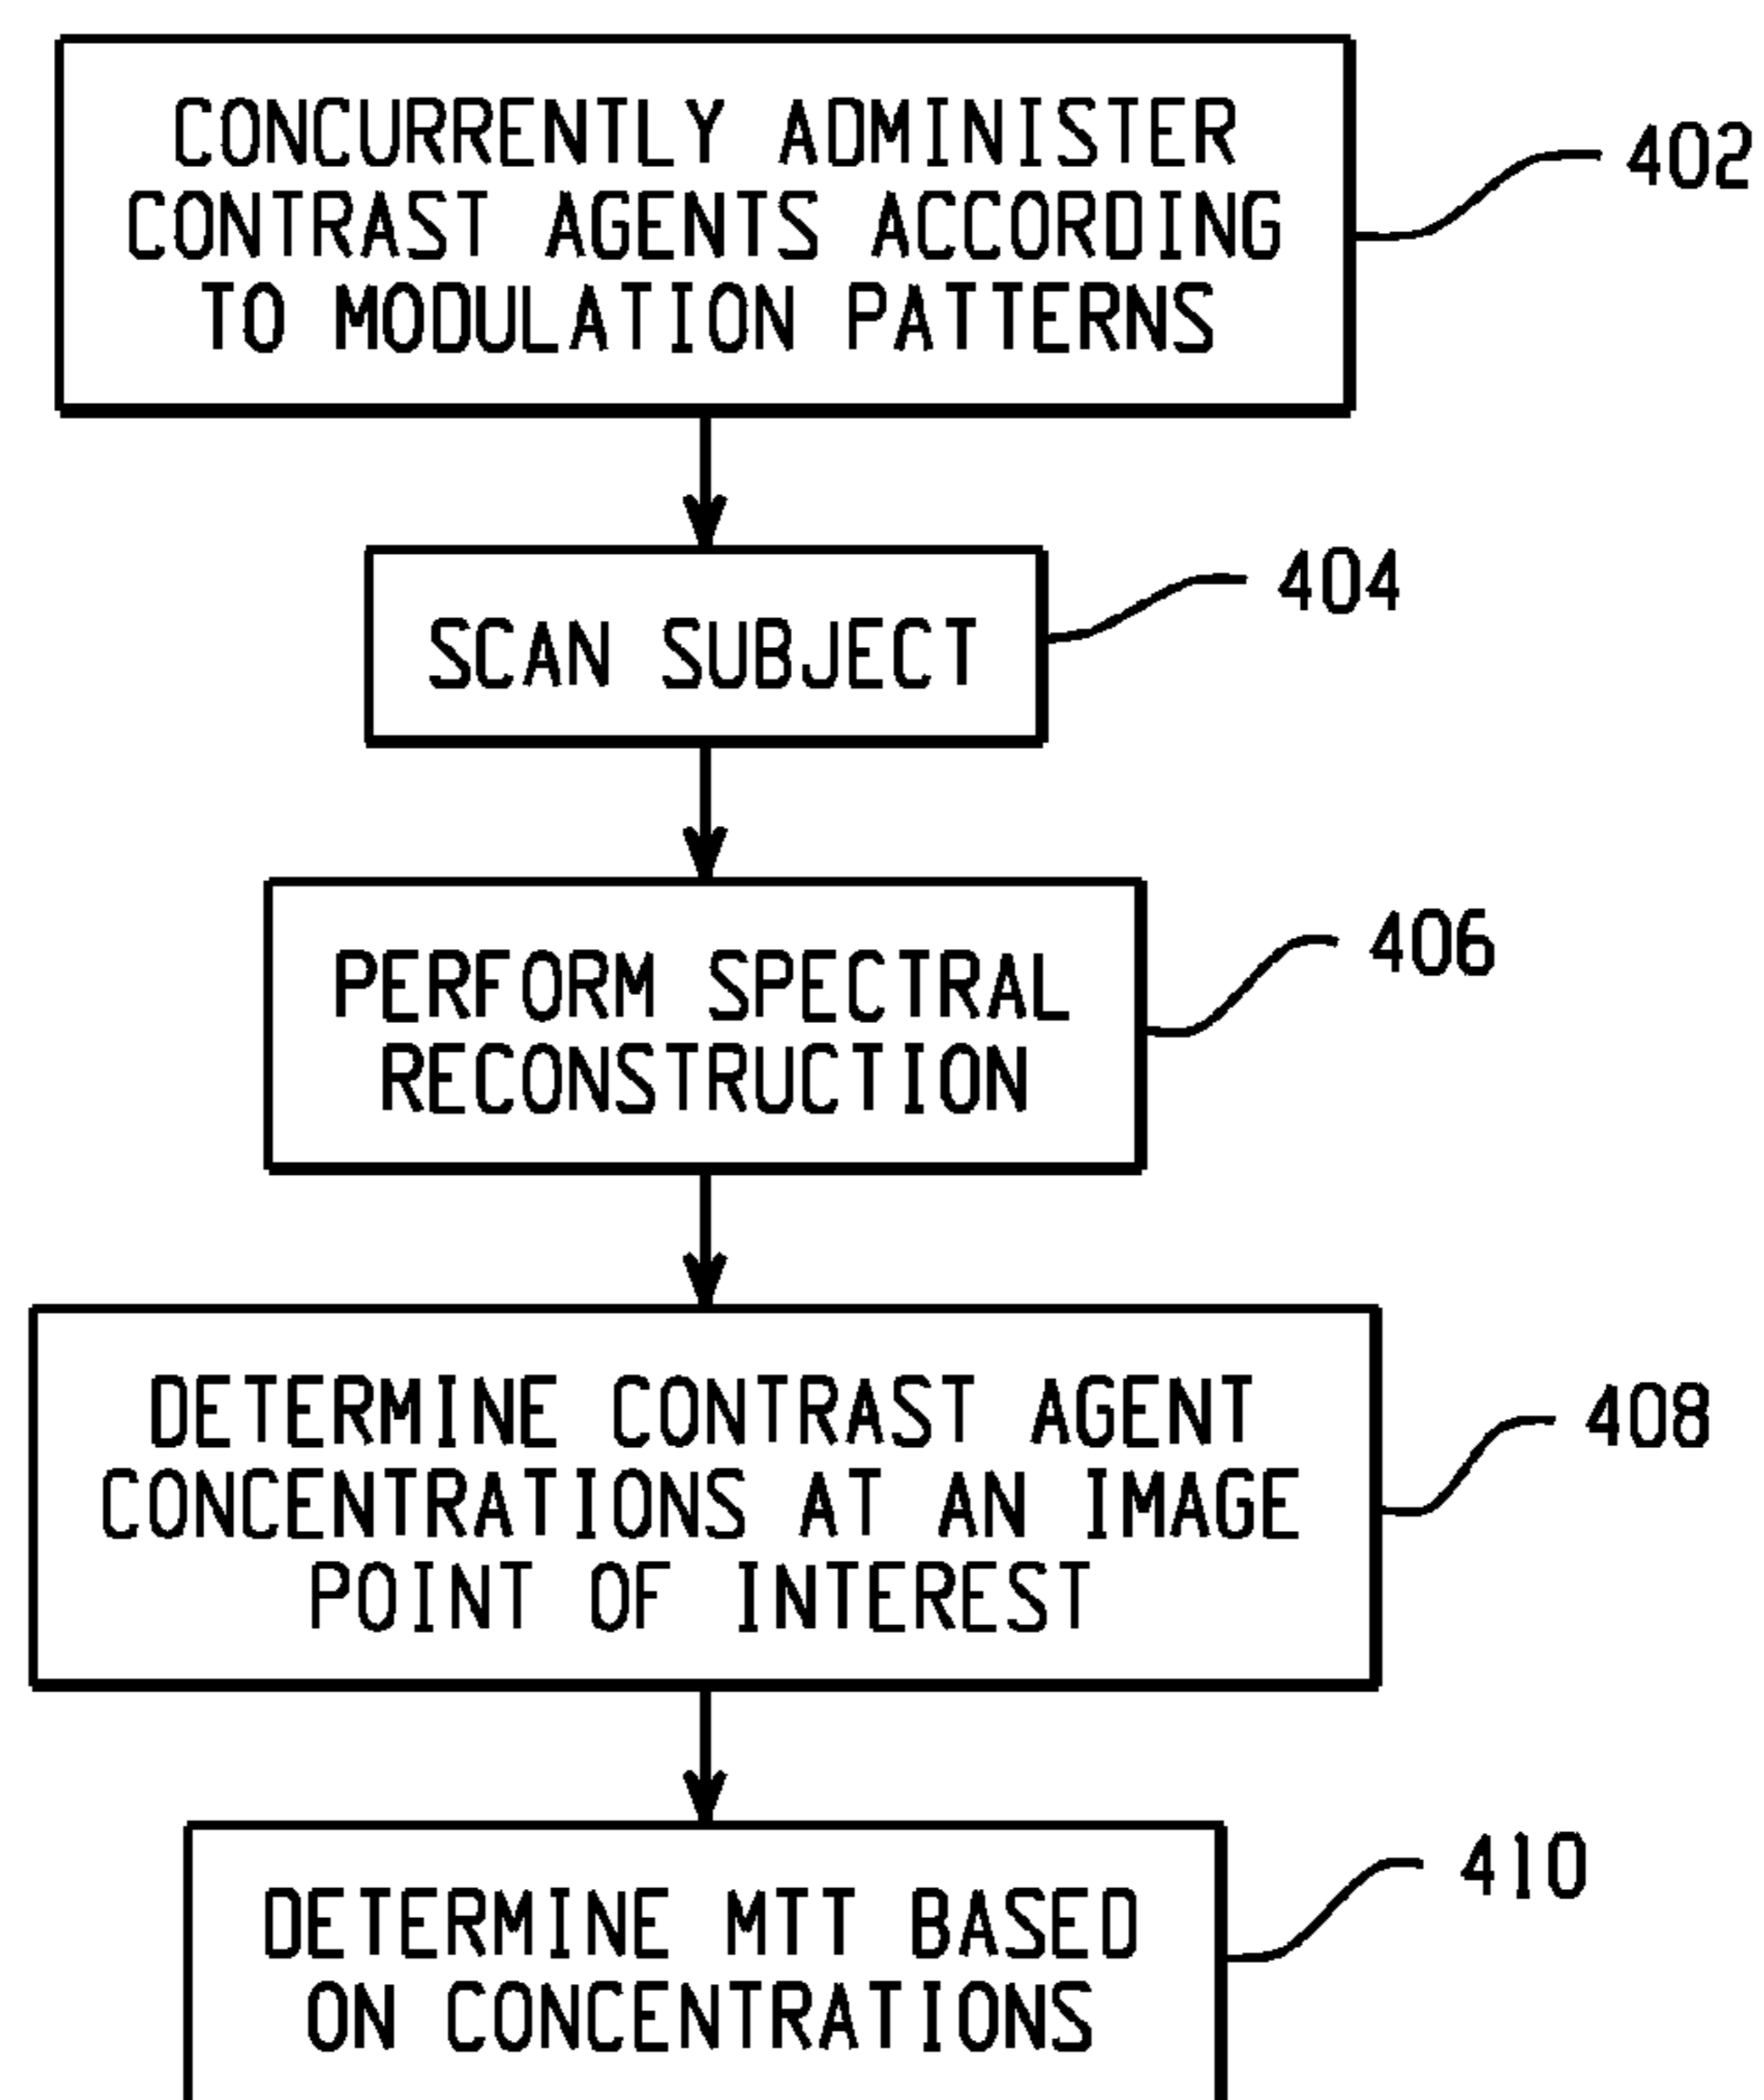 CONCURRENTLY ADMINISTER
CONTRAST AGENTS ACCORDING
TO MODULATION PATTERNS
402
SCAN SUBJECT
404
PERFORM SPECTRAL
RECONSTRUCTION
406
DETERMINE CONTRAST AGENT
CONCENTRATIONS AT AN IMAGE
POINT OF INTEREST
408
DETERMINE MTT BASED
ON CONCENTRATIONS
410